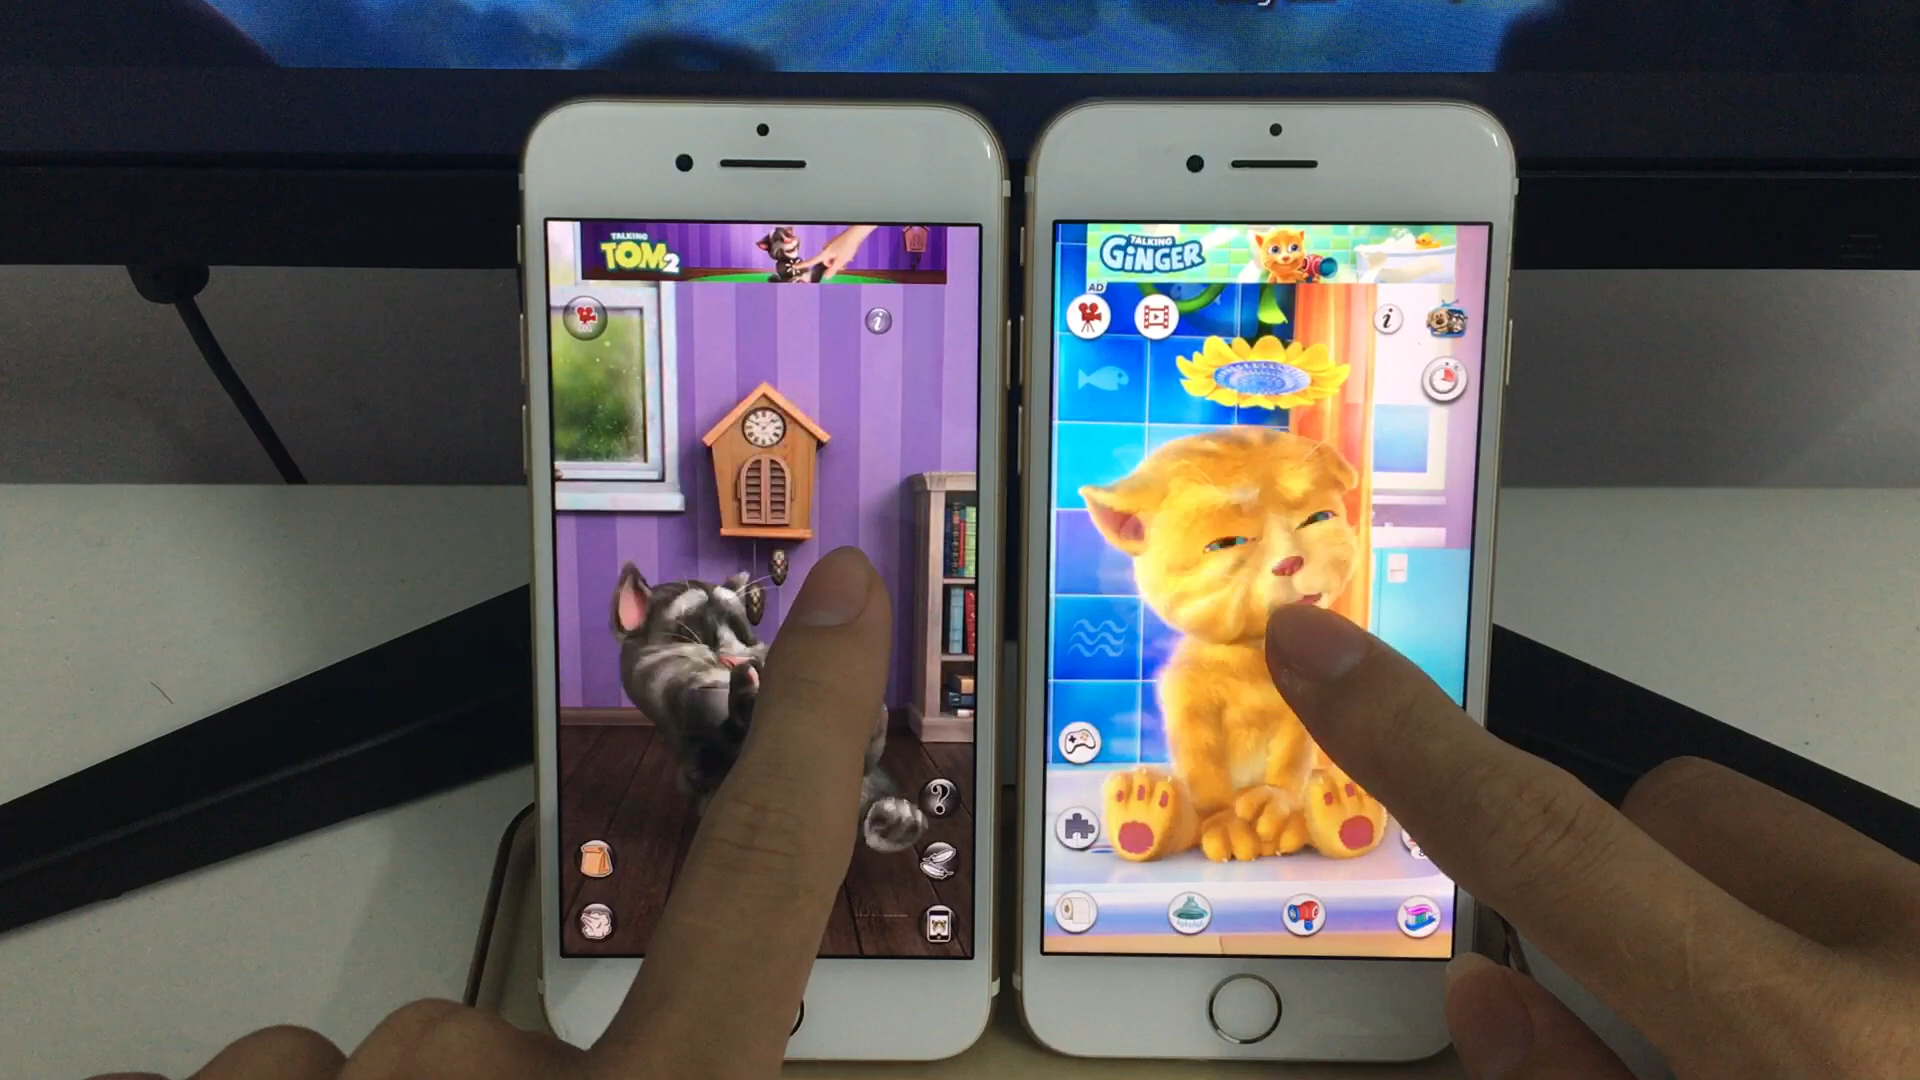 TALKING
TOM2
TALKING
GINGER
AD
i
i
?